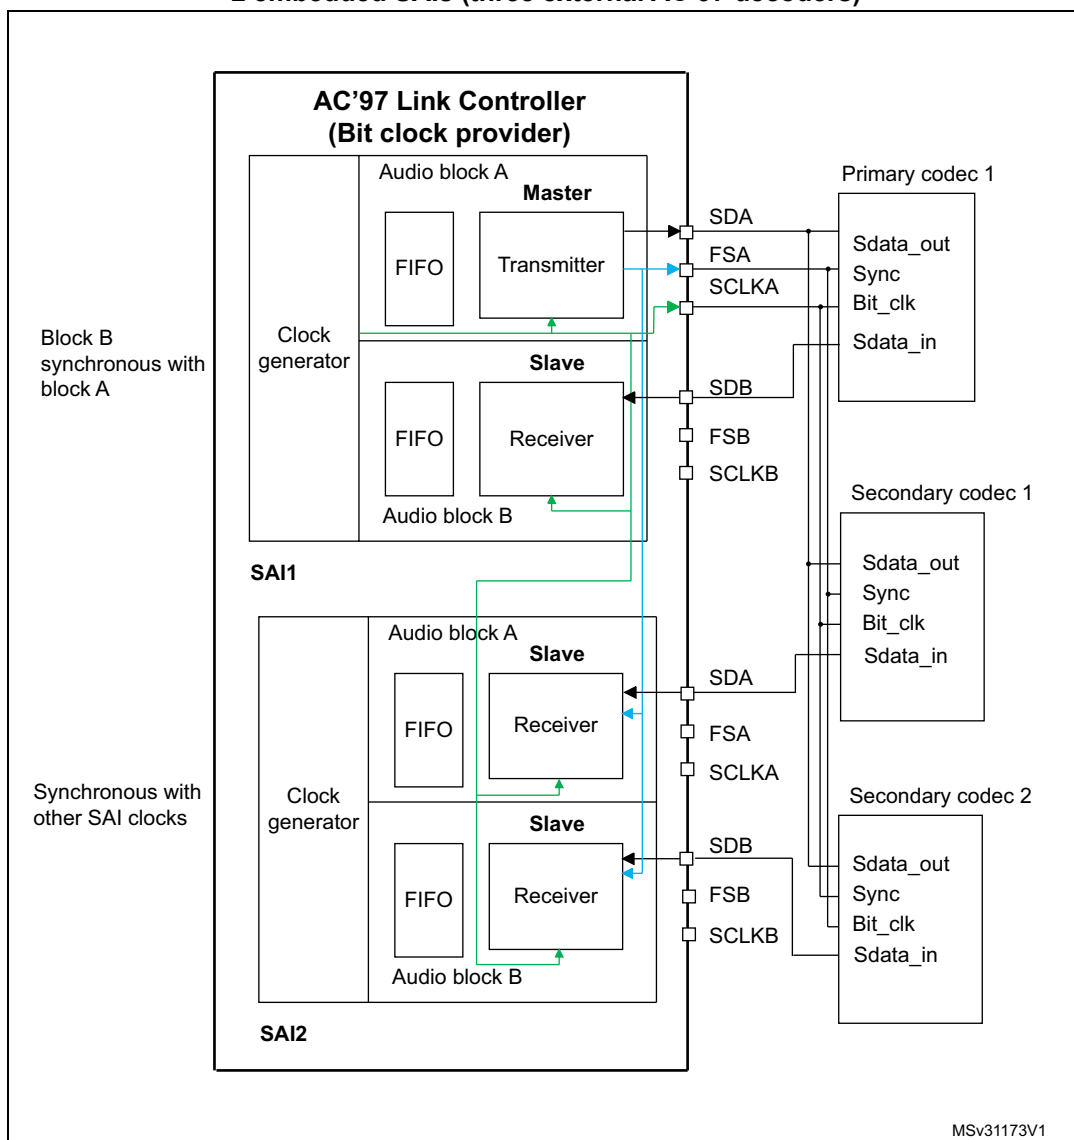 AC'97 Link Controller
(Bit clock provider)
Audio block A
Master
FIFO
Transmitter
Clock
generator
Slave
FIFO
Receiver
Audio block B
SAI1
Block B
synchronous with
block A
SDA
FSA
SCLKA
SDB
FSB
SCLKB
Primary codec 1
Sdata_out
Sync
Bit_clk
Sdata_in
Secondary codec 1
Sdata_out
Sync
Bit_clk
Sdata_in
Audio block A
Slave
FIFO
Receiver
Clock
generator
Slave
FIFO
Receiver
Audio block B
SAI2
Synchronous with
other SAI clocks
SDA
FSA
SCLKA
SDB
FSB
SCLKB
Secondary codec 2
Sdata_out
Sync
Bit_clk
Sdata_in
MSv31173V1